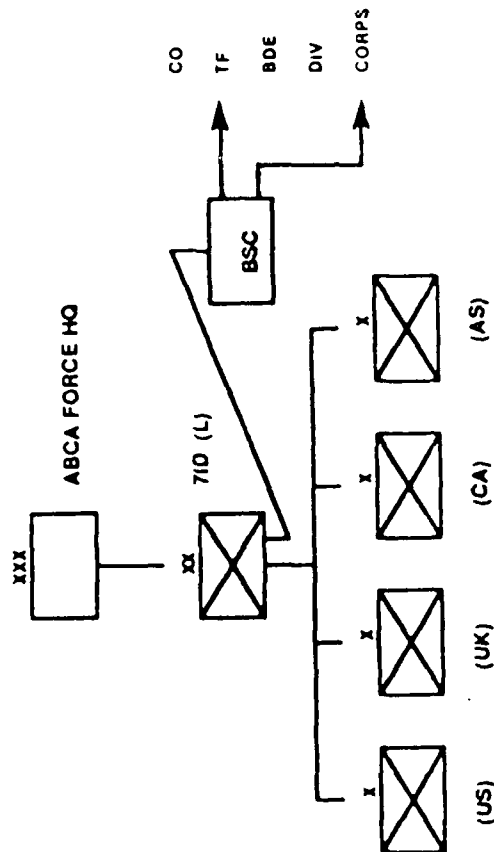 XXX
ABCA FORCE HQ
XX
7ID (L)
BSC
CO
TF
BDE
DIV
CORPS
X
X
X
X
(US)
(UK)
(CA)
(AS)